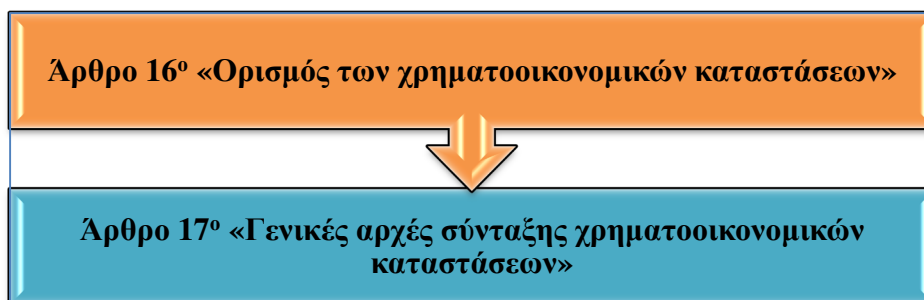 Άρθρο 16ο «Ορισμός των χρηματοοικονομικών καταστάσεων»
Άρθρο 17ο «Γενικές αρχές σύνταξης χρηματοοικονομικών
καταστάσεων»